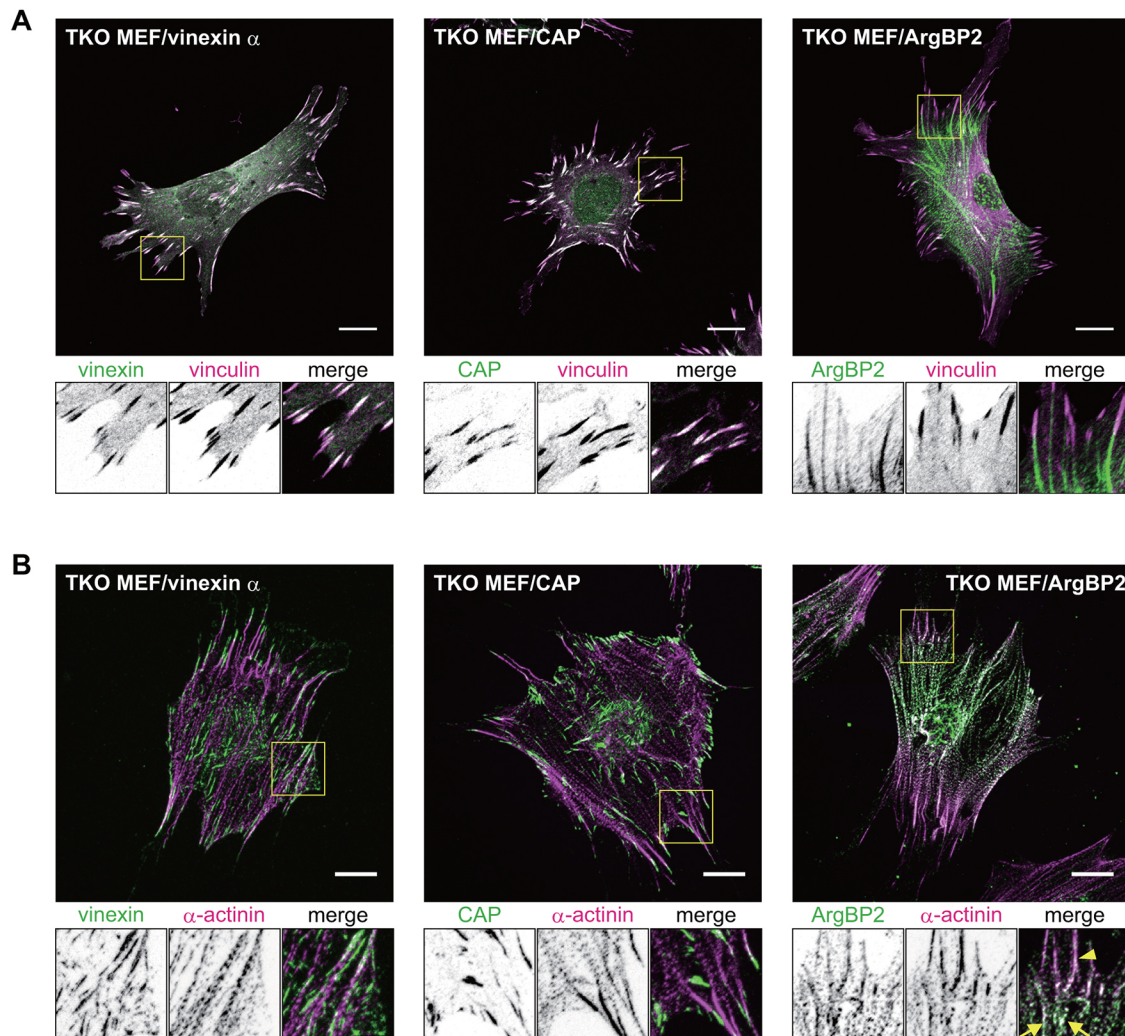 A
TKO MEF/vinexin α
TKO MEF/CAP
TKO MEF/ArgBP2
vinexin vinculin merge
CAP vinculin merge
ArgBP2 vinculin merge
B
TKO MEF/vinexin α
TKO MEF/CAP
TKO MEF/ArgBP2
vinexin α-actinin merge
CAP α-actinin merge
ArgBP2 α-actinin merge